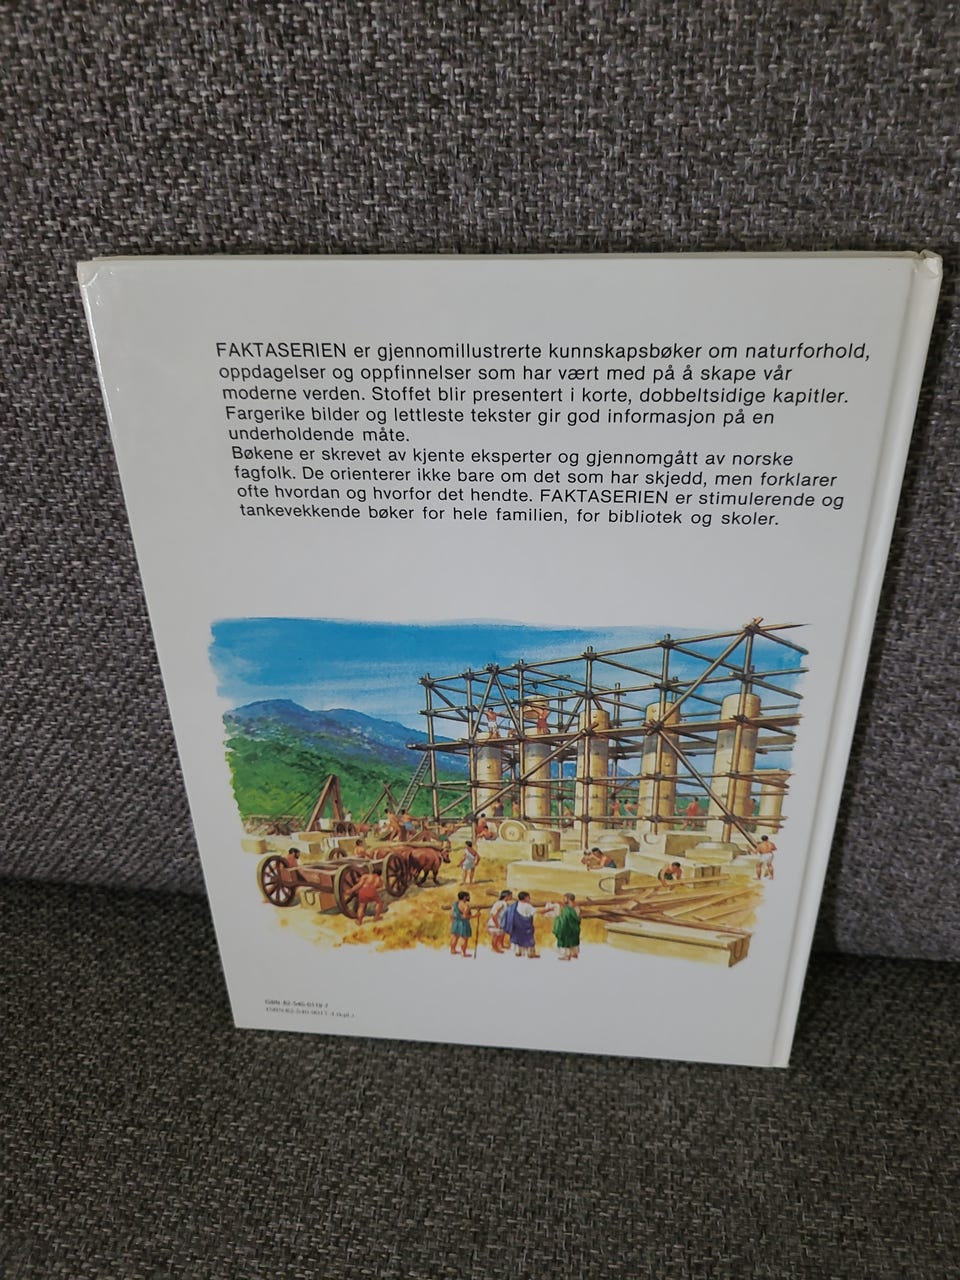 FAKTASERIEN er gjennomillustrerte kunnskapsbøker om naturforhold,
oppdagelser og oppfinnelser som har vært med på å skape vår
moderne verden. Stoffet blir presentert i korte, dobbeltsidige kapitler.
Fargerike bilder og lettleste tekster gir god informasjon på en
underholdende måte.
Bøkene er skrevet av kjente eksperter og gjennomgått av norske
fagfolk. De orienterer ikke bare om det som har skjedd, men forklarer
ofte hvordan og hvorfor det hendte. FAKTASERIEN er stimulerende og
tankevekkende bøker for hele familien, for bibliotek og skoler.
ISBN
ISBN